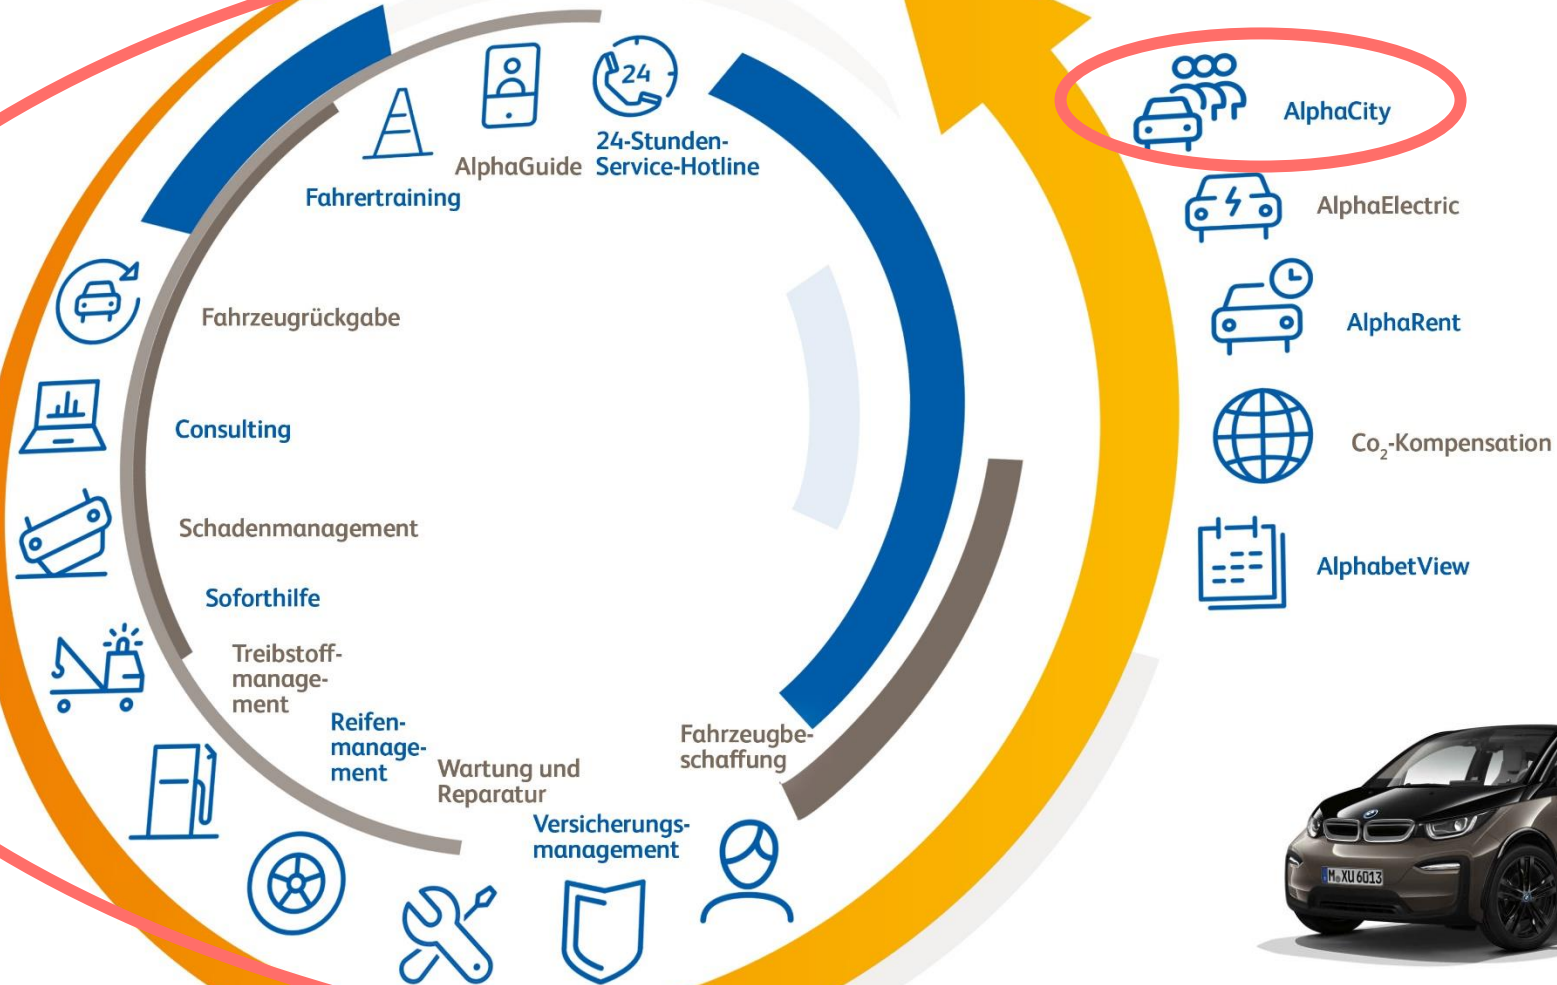 24
24-Stunden-
Service-Hotline
AlphaGuide
Fahrertraining
Fahrzeugrückgabe
Consulting
Schadenmanagement
Soforthilfe
Treibstoff-
manage-
ment
Reifen-
manage-
ment
Wartung und
Reparatur
Versicherungs-
management
Fahrzeugbe-
schaffung
AlphaCity
AlphaElectric
AlphaRent
Co₂-Kompensation
AlphabetView
M XU 6013